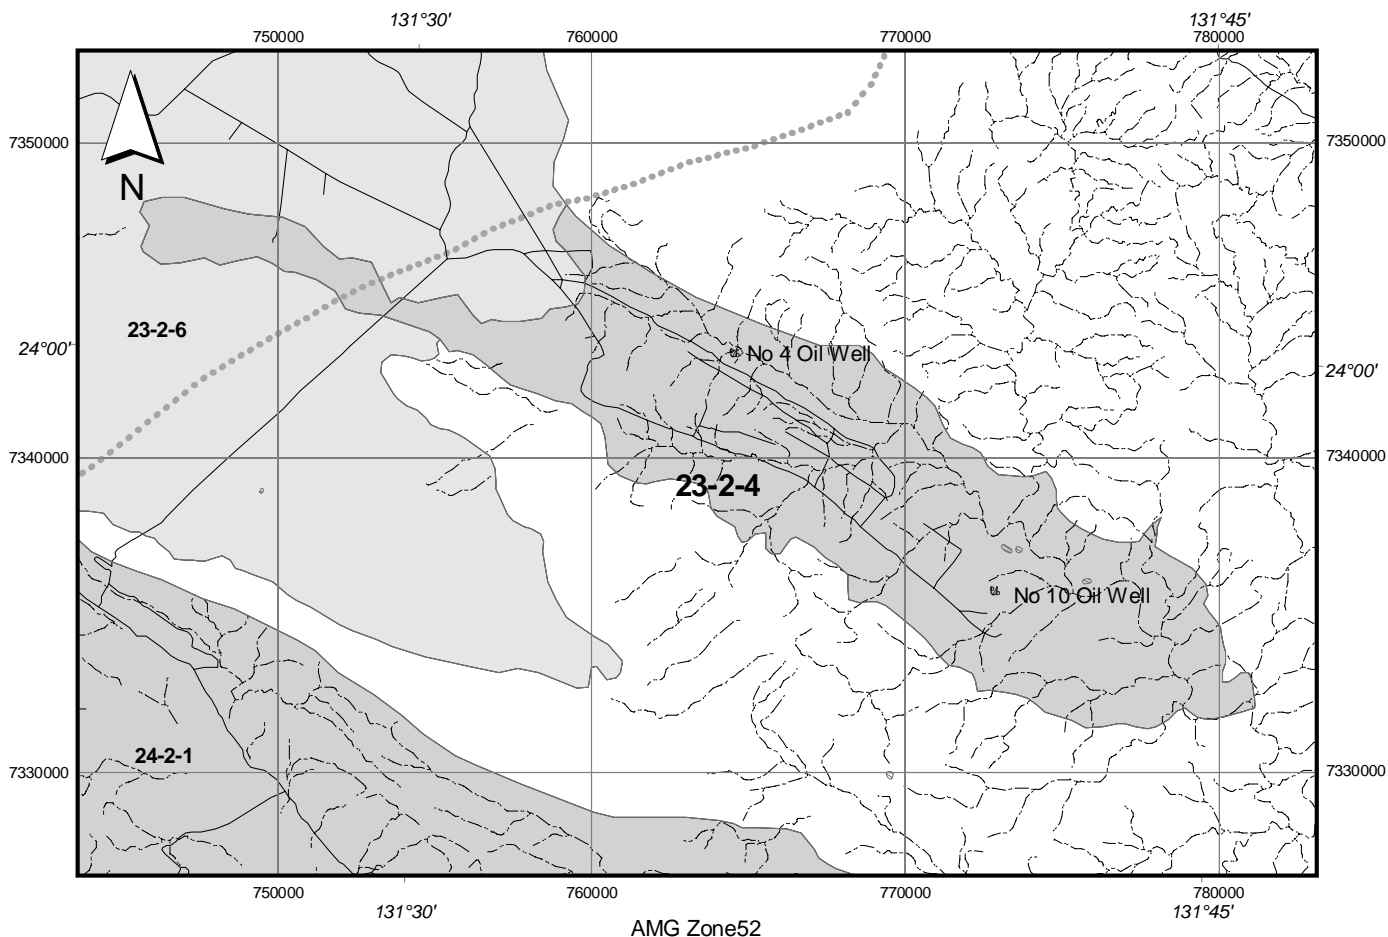 131°30' 131°45'
750000 760000 770000 780000
7350000 7350000
N
23-2-6
24°00' No 4 Oil Well 24°00'
7340000 7340000
23-2-4
No 10 Oil Well
24-2-1
7330000 7330000
750000 760000 770000 780000
131°30' 131°45'
AMG Zone52